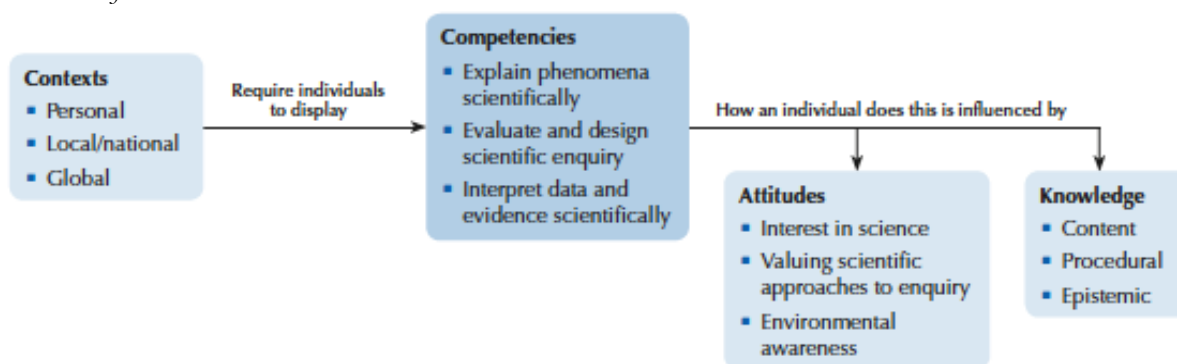 Contexts
▪ Personal
▪ Local/national
▪ Global
Require individuals
to display
Competencies
▪ Explain phenomena
scientifically
▪ Evaluate and design
scientific enquiry
▪ Interpret data and
evidence scientifically
How an individual does this is influenced by
Attitudes
▪ Interest in science
▪ Valuing scientific
approaches to enquiry
▪ Environmental
awareness
Knowledge
▪ Content
▪ Procedural
▪ Epistemic